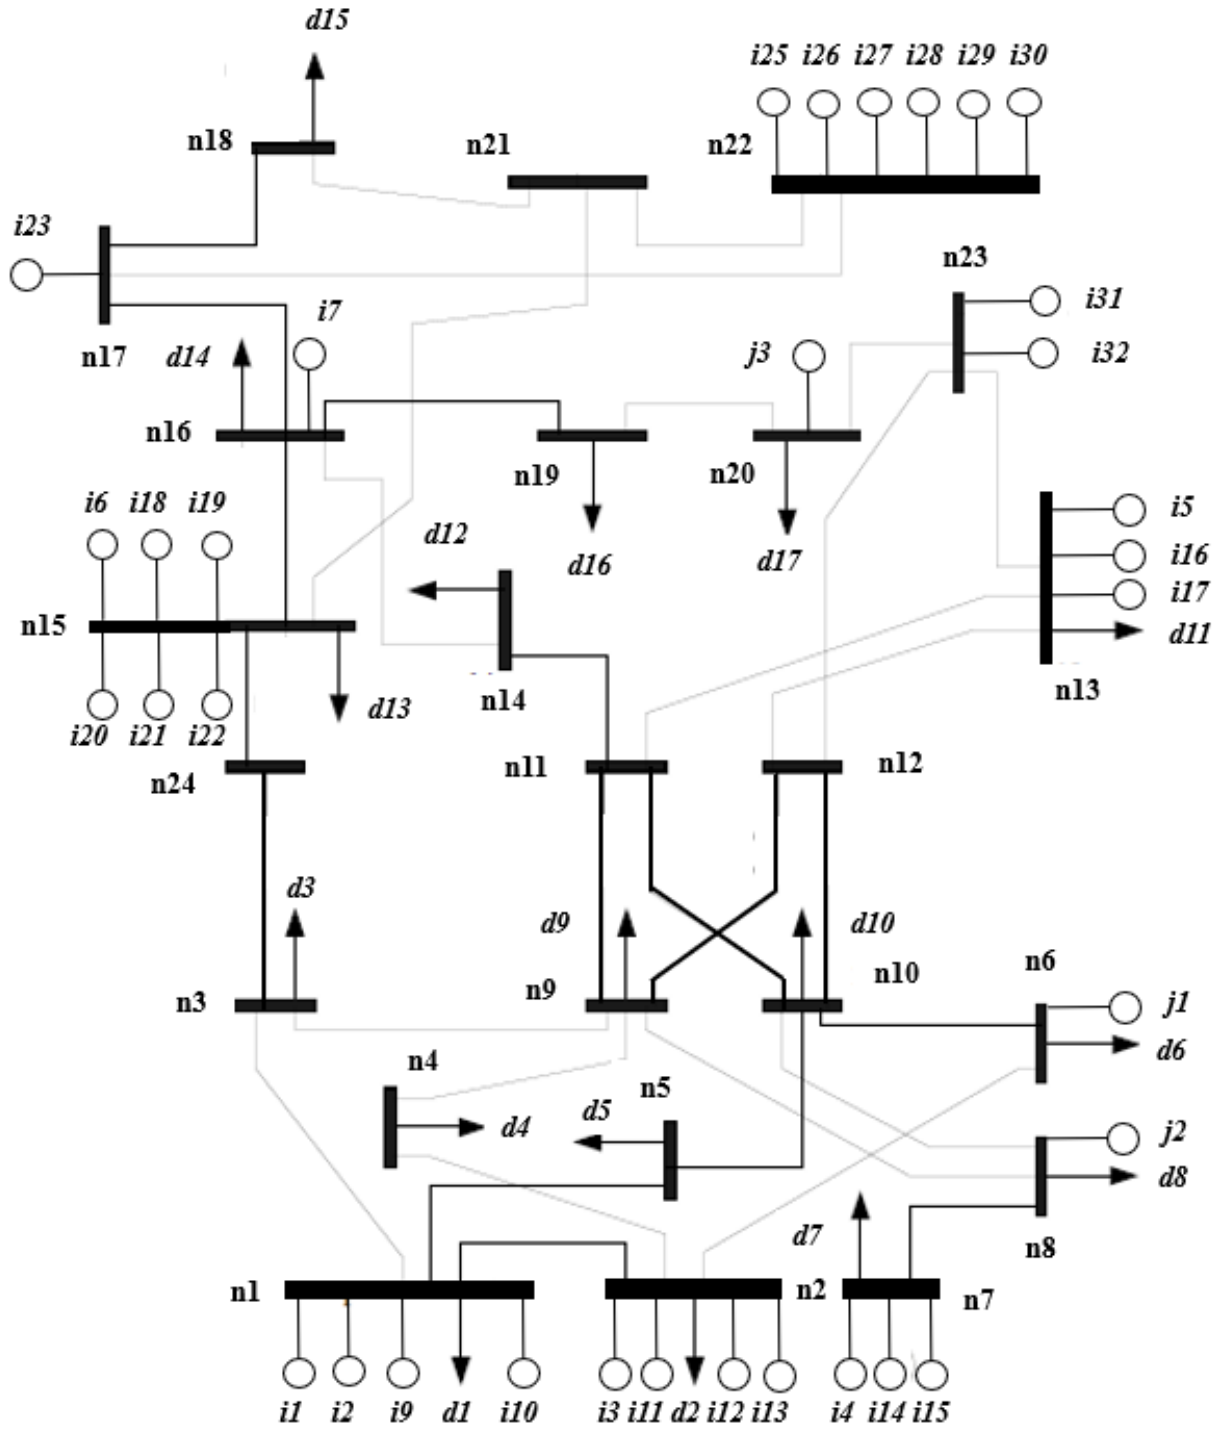 d15
i25 i26 i27 i28 i29 i30
n18 n21 n22
i23
n23
i7 i31
n17 d14 j3 i32
n16
n19 n20
i6 i18 i19 i5
d12
d16 d17 i16
i17
n15 d11
n14 n13
d13
i20 i21 i22
n24 n11 n12
d3
d9 d10
n6
n3 n9 n10
j1
d6
n4
n5
d5
d4 j2
d8
d7
n8
n1 n2 n7
i1 i2 i9 d1 i10 i3 i11 d2 i12 i13 i4 i14 i15